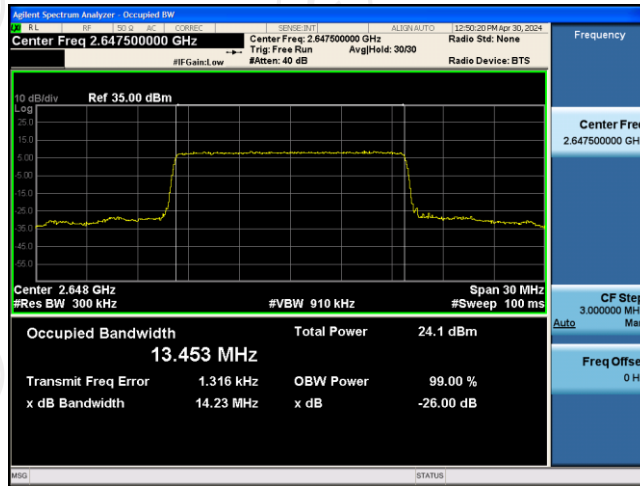 Agilent Spectrum Analyzer - Occupied BW
RL RF 50 Ω AC CORREC SENSE:INT ALIGN AUTO 12:50:20 PM Apr 30, 2024
Center Freq 2.647500000 GHz
Center Freq: 2.647500000 GHz
Radio Std: None
Trig: Free Run Avg|Hold: 30/30
#IFGain:Low #Atten: 40 dB Radio Device: BTS
10 dB/div Ref 35.00 dBm
Log
25.0
15.0
5.00
-5.00
-15.0
-25.0
-35.0
-45.0
-55.0
Center 2.648 GHz Span 30 MHz
#Res BW 300 kHz #VBW 910 kHz #Sweep 100 ms
Occupied Bandwidth Total Power 24.1 dBm
13.453 MHz
Transmit Freq Error 1.316 kHz OBW Power 99.00 %
x dB Bandwidth 14.23 MHz x dB -26.00 dB
MSG STATUS
Frequency
Center Fre
2.647500000 GH
CF Ste
3.000000 MH
Auto Ma
Freq Offse
0 H